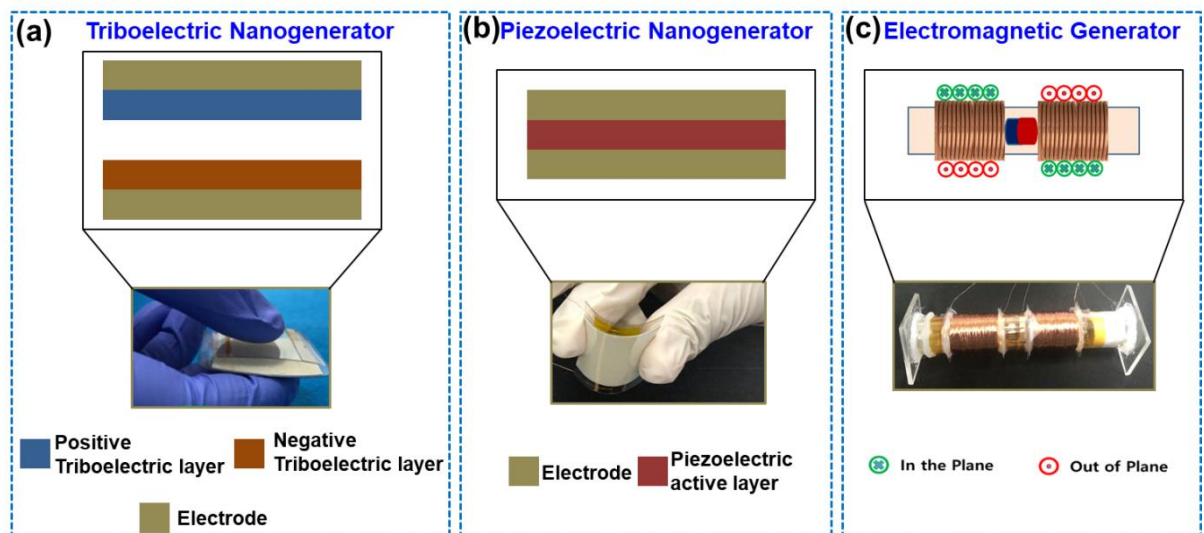 (a)
Triboelectric Nanogenerator
Positive
Triboelectric layer
Negative
Triboelectric layer
Electrode
(b)
Piezoelectric Nanogenerator
Electrode
Piezoelectric
active layer
(c)
Electromagnetic Generator
In the Plane
Out of Plane